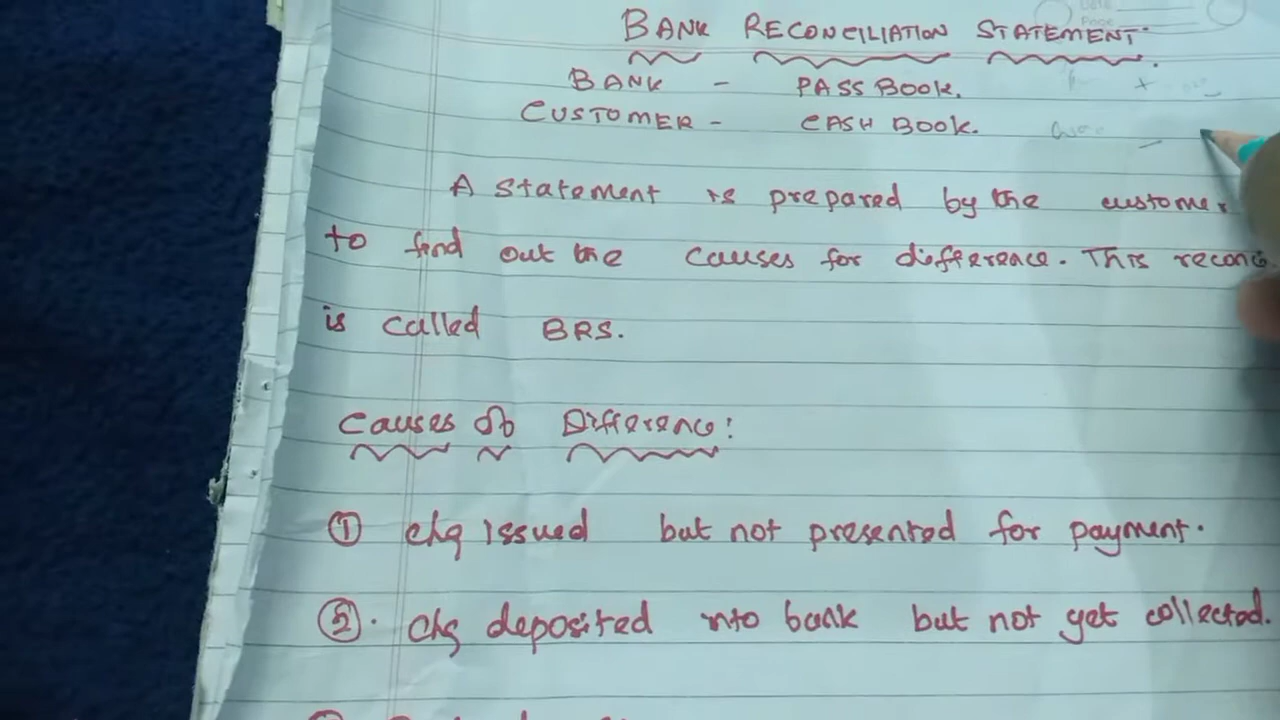 BANK RECONCILIATION STATEMENT.
BANK - PASS BOOK.
CUSTOMER - CASH BOOK.
A statement is prepared by the customer
to find out the causes for difference. This
is called BRS.
Causes of Difference:
① chq issued but not presented for payment.
②. chq deposited into bank but not yet collected.